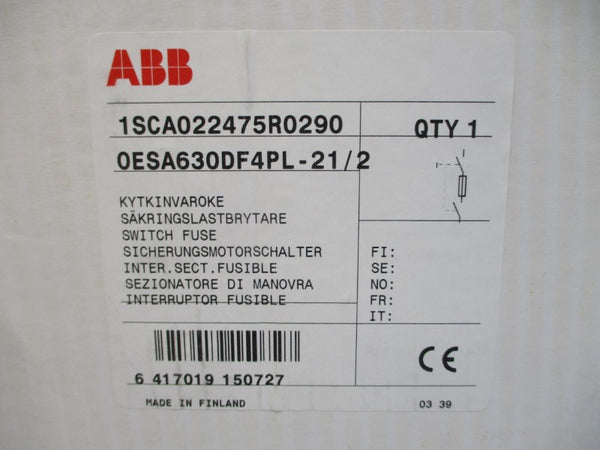 ABB
1SCA022475R0290
QTY 1
OESA630DF4PL-21/2
KYTKINVAROKE
SÄKRINGSLASTBRYTARE
SWITCH FUSE
SICHERUNGSMOTORSCHALTER
INTER.SECT.FUSIBLE
SEZIONATORE DI MANOVRA
INTERRUPTOR FUSIBLE
FI:
SE:
NO:
FR:
IT:
6 417019 150727
CE
MADE IN FINLAND
03 39